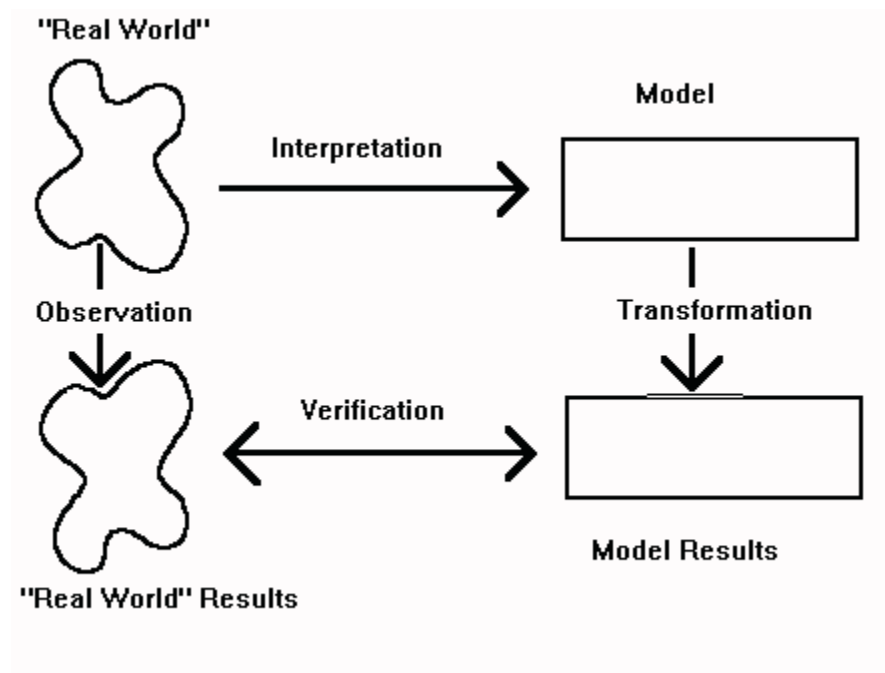 "Real World"
Model
Interpretation
Observation
Transformation
Verification
Model Results
"Real World" Results